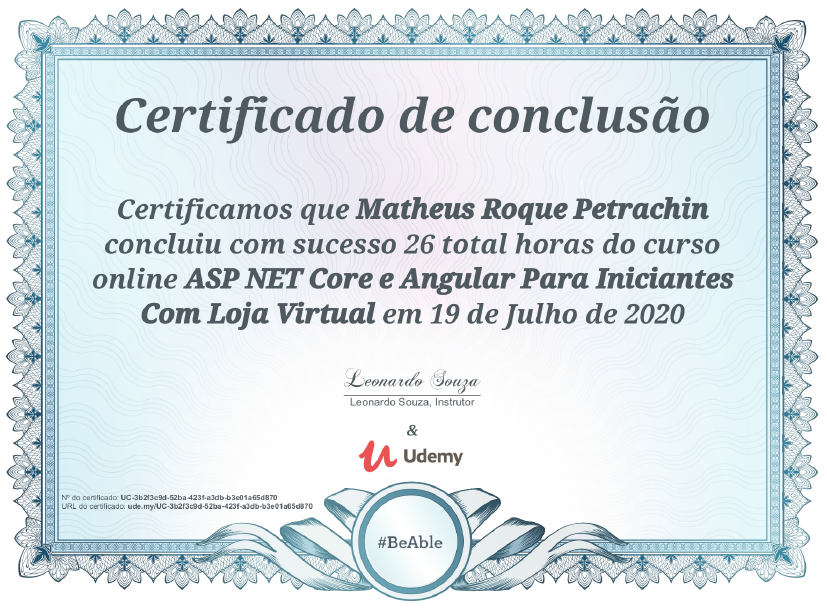 Certificado de conclusão
Certificamos que Matheus Roque Petrachin
concluiu com sucesso 26 total horas do curso
online ASP NET Core e Angular Para Iniciantes
Com Loja Virtual em 19 de Julho de 2020
Leonardo Souza
Leonardo Souza, Instrutor
&
Udemy
Nº do certificado: UC-3b2f3c9d-52ba-423f-a3db-b3e01a65d870
URL do certificado: ude.my/UC-3b2f3c9d-52ba-423f-a3db-b3e01a65d870
#BeAble